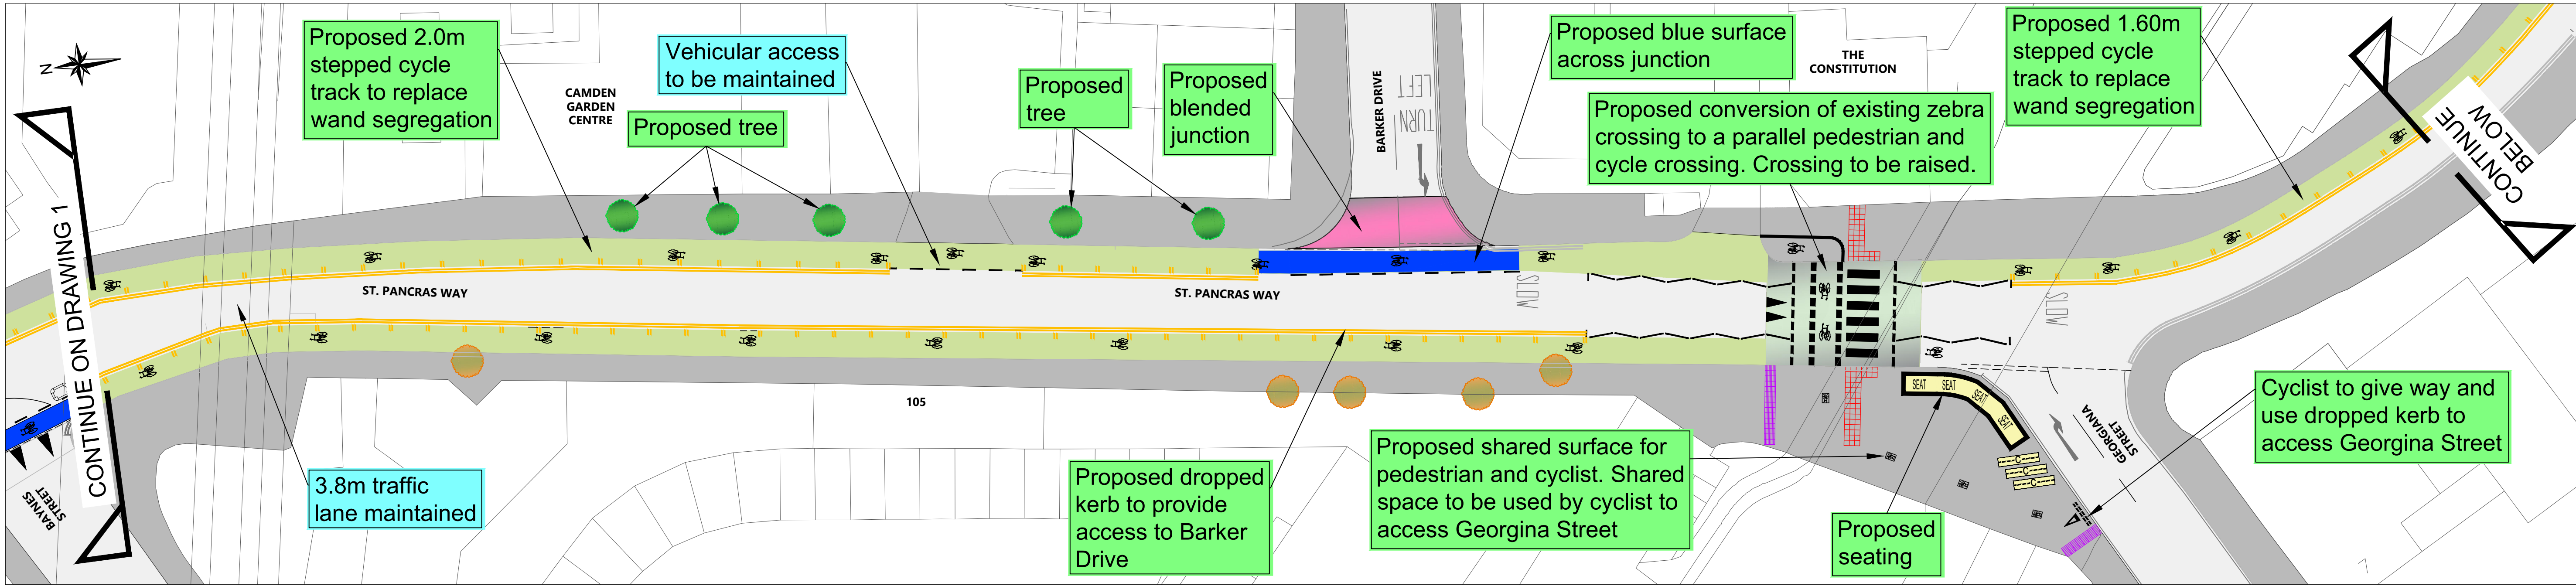 N
CONTINUE ON DRAWING 1
BAYNES
STREET
Proposed 2.0m
stepped cycle
track to replace
wand segregation
CAMDEN
GARDEN
CENTRE
Vehicular access
to be maintained
Proposed tree
Proposed
tree
Proposed
blended
junction
BARKER DRIVE
TURN
LEFT
Proposed blue surface
across junction
THE
CONSTITUTION
Proposed conversion of existing zebra
crossing to a parallel pedestrian and
cycle crossing. Crossing to be raised.
Proposed 1.60m
stepped cycle
track to replace
wand segregation
CONTINUE
BELOW
ST. PANCRAS WAY
ST. PANCRAS WAY
SLOW
SLOW
105
3.8m traffic
lane maintained
Proposed dropped
kerb to provide
access to Barker
Drive
Proposed shared surface for
pedestrian and cyclist. Shared
space to be used by cyclist to
access Georgina Street
SEAT SEAT
SEAT
SEAT
C
C
C
Proposed
seating
GEORGIANA
STREET
Cyclist to give way and
use dropped kerb to
access Georgina Street